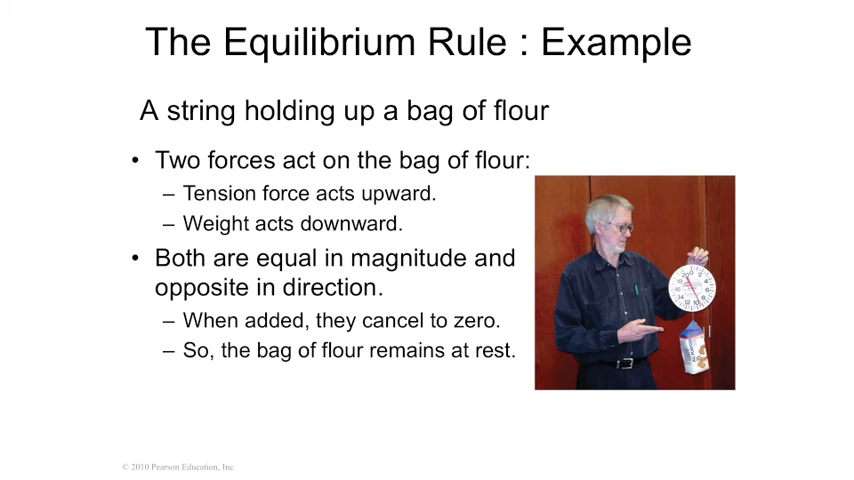 The Equilibrium Rule : Example
A string holding up a bag of flour
• Two forces act on the bag of flour:
– Tension force acts upward.
– Weight acts downward.
• Both are equal in magnitude and
opposite in direction.
– When added, they cancel to zero.
– So, the bag of flour remains at rest.
© 2010 Pearson Education, Inc.